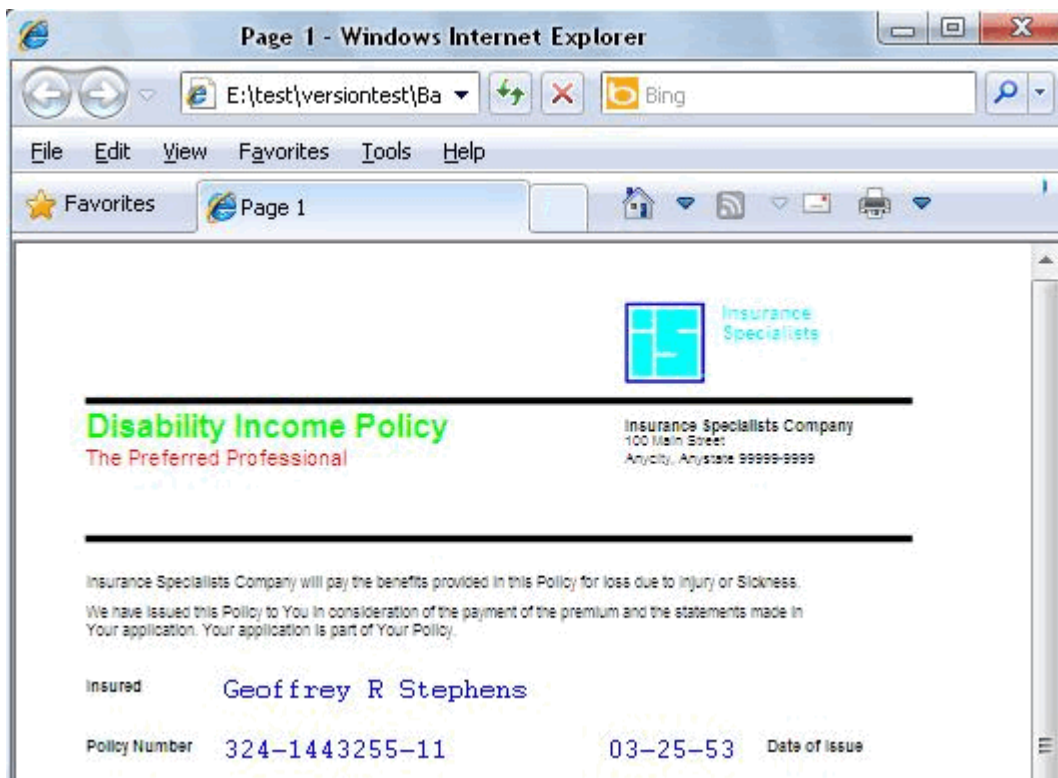 Page 1 - Windows Internet Explorer
E:\test\versiontest\Ba
Bing
File Edit View Favorites Tools Help
Favorites
Page 1
is
Insurance
Specialists
Disability Income Policy
The Preferred Professional
Insurance Specialists Company
100 Main Street
Anycity, Anystate 99999-9999
Insurance Specialists Company will pay the benefits provided in this Policy for loss due to Injury or Sickness.
We have issued this Policy to You in consideration of the payment of the premium and the statements made in
Your application. Your application is part of Your Policy.
Insured Geoffrey R Stephens
Policy Number 324-1443255-11 03-25-53 Date of Issue